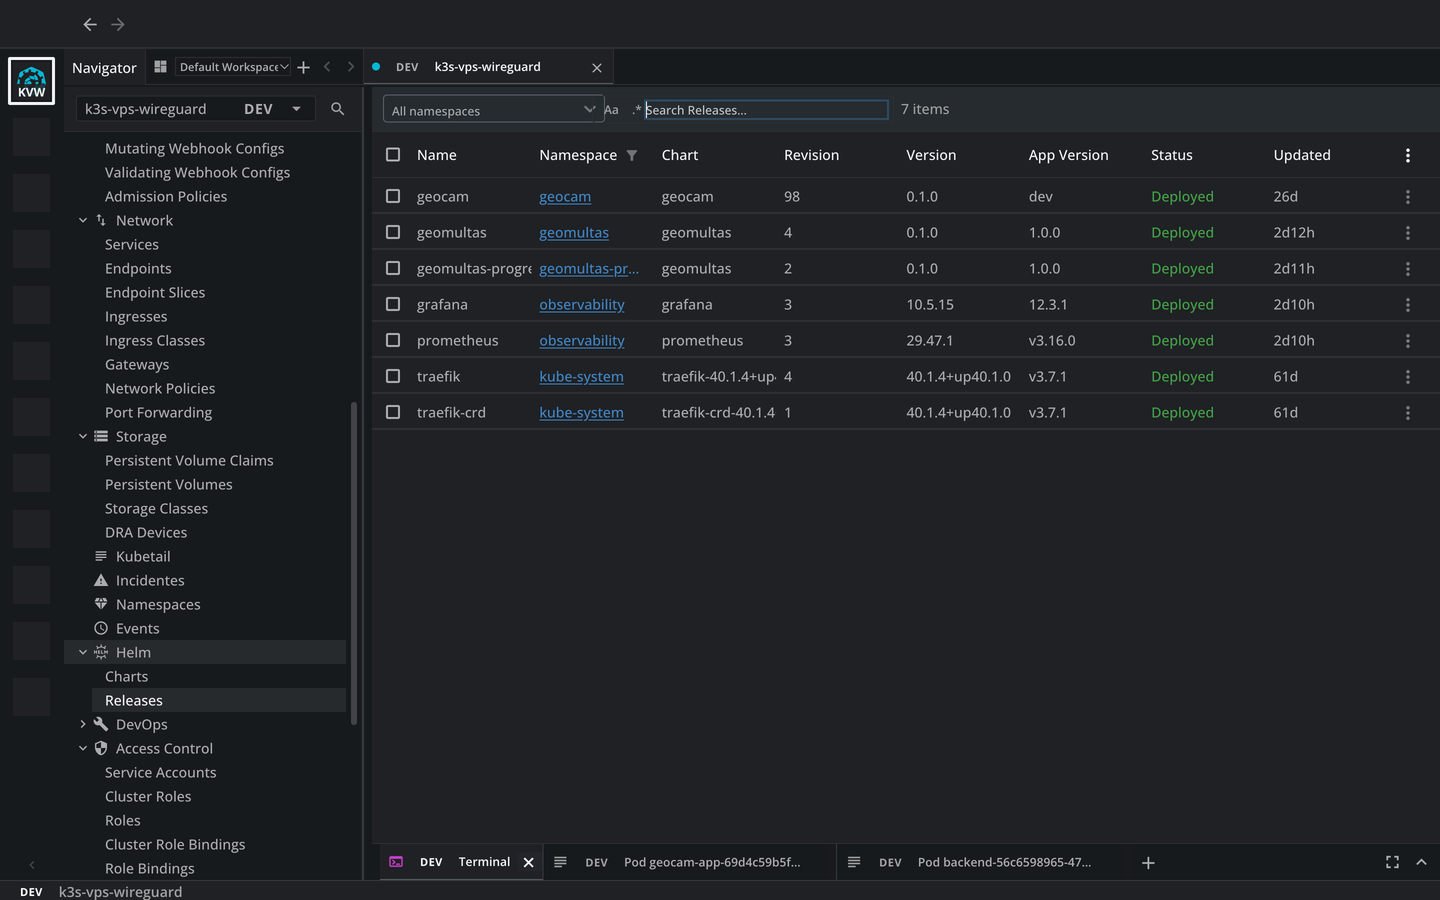 KVW
Navigator
Default Workspace
DEV k3s-vps-wireguard
k3s-vps-wireguard DEV
All namespaces
Aa .* Search Releases...
7 items
Mutating Webhook Configs
Validating Webhook Configs
Admission Policies
Network
Services
Endpoints
Endpoint Slices
Ingresses
Ingress Classes
Gateways
Network Policies
Port Forwarding
Storage
Persistent Volume Claims
Persistent Volumes
Storage Classes
DRA Devices
Kubetail
Incidentes
Namespaces
Events
HELM Helm
Charts
Releases
DevOps
Access Control
Service Accounts
Cluster Roles
Roles
Cluster Role Bindings
Role Bindings
Name Namespace Chart Revision Version App Version Status Updated
geocam geocam geocam 98 0.1.0 dev Deployed 26d
geomultas geomultas geomultas 4 0.1.0 1.0.0 Deployed 2d12h
geomultas-progre geomultas-pr... geomultas 2 0.1.0 1.0.0 Deployed 2d11h
grafana observability grafana 3 10.5.15 12.3.1 Deployed 2d10h
prometheus observability prometheus 3 29.47.1 v3.16.0 Deployed 2d10h
traefik kube-system traefik-40.1.4+up 4 40.1.4+up40.1.0 v3.7.1 Deployed 61d
traefik-crd kube-system traefik-crd-40.1.4 1 40.1.4+up40.1.0 v3.7.1 Deployed 61d
DEV Terminal
DEV Pod geocam-app-69d4c59b5f...
DEV Pod backend-56c6598965-47...
DEV k3s-vps-wireguard